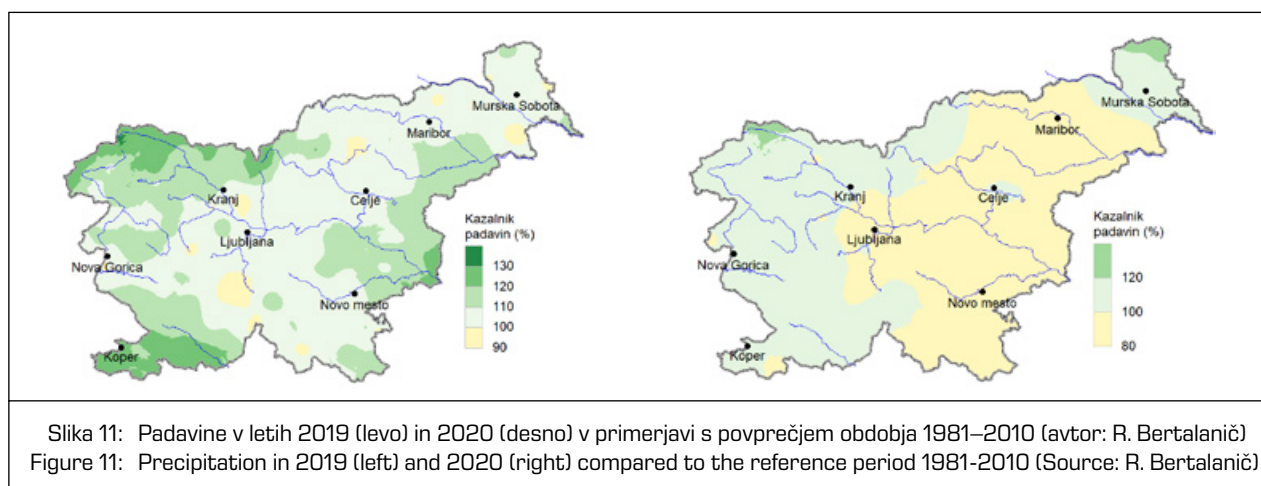 Murska Sobota
Maribor
Kranj
Celje
Ljubljana
Nova Gorica
Novo mesto
Koper
Kazalnik
padavin (%)
130
120
110
100
90
Murska Sobota
Maribor
Kranj
Celje
Ljubljana
Nova Gorica
Novo mesto
Koper
Kazalnik
padavin (%)
120
100
80
Slika 11: Padavine v letih 2019 (levo) in 2020 (desno) v primerjavi s povprečjem obdobja 1981–2010 (avtor: R. Bertalanič)
Figure 11: Precipitation in 2019 (left) and 2020 (right) compared to the reference period 1981-2010 (Source: R. Bertalanič)